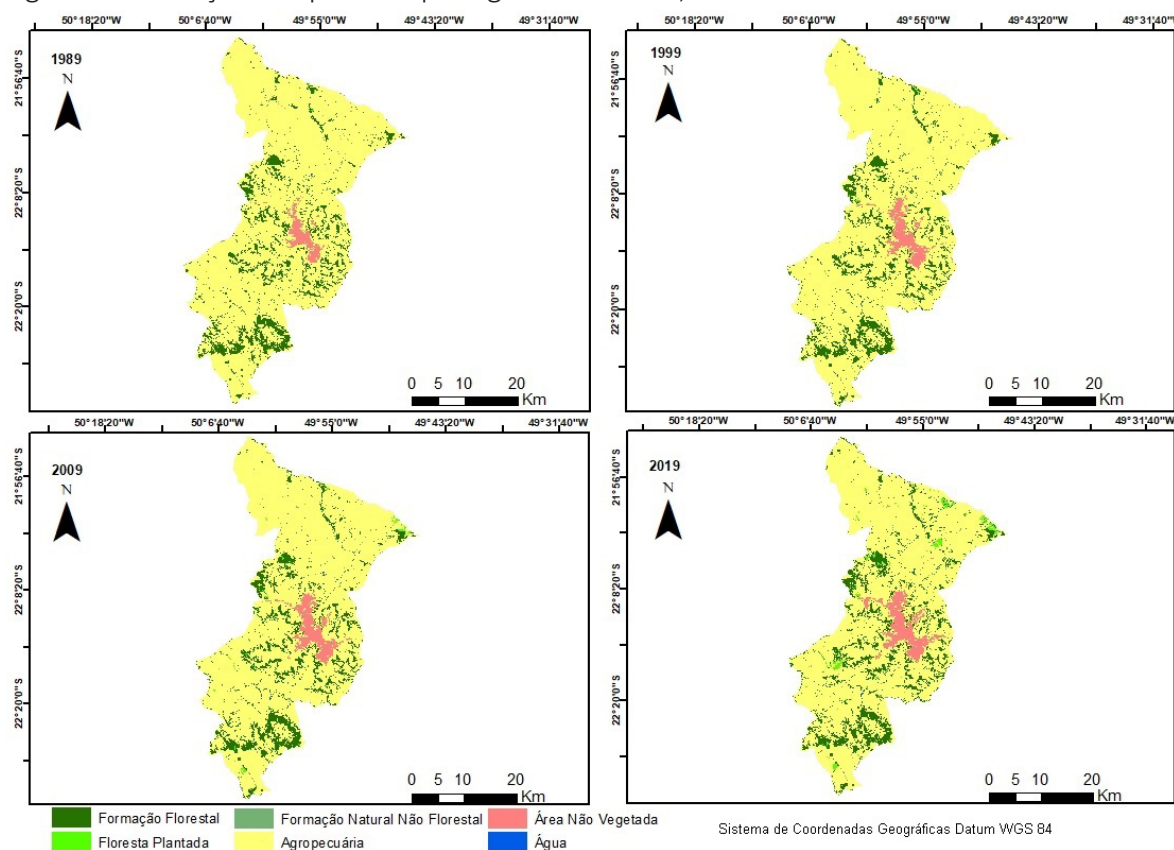 50°18'20"W 50°6'40"W 49°55'0"W 49°43'20"W 49°31'40"W
1989
N
21°56'40"S
22°8'20"S
22°20'0"S
0 5 10 20
Km
50°18'20"W 50°6'40"W 49°55'0"W 49°43'20"W 49°31'40"W
1999
N
21°56'40"S
22°8'20"S
22°20'0"S
0 5 10 20
Km
50°18'20"W 50°6'40"W 49°55'0"W 49°43'20"W 49°31'40"W
2009
N
21°56'40"S
22°8'20"S
22°20'0"S
0 5 10 20
Km
50°18'20"W 50°6'40"W 49°55'0"W 49°43'20"W 49°31'40"W
2019
N
21°56'40"S
22°8'20"S
22°20'0"S
0 5 10 20
Km
Formação Florestal Formação Natural Não Florestal Área Não Vegetada
Floresta Plantada Agropecuária Água
Sistema de Coordenadas Geográficas Datum WGS 84